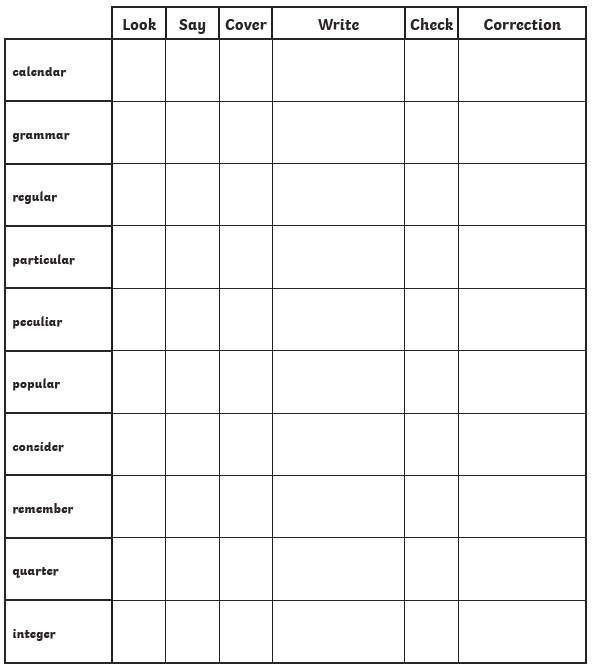 Look Say Cover Write Check Correction
calendar
grammar
regular
particular
peculiar
popular
consider
remember
quarter
integer